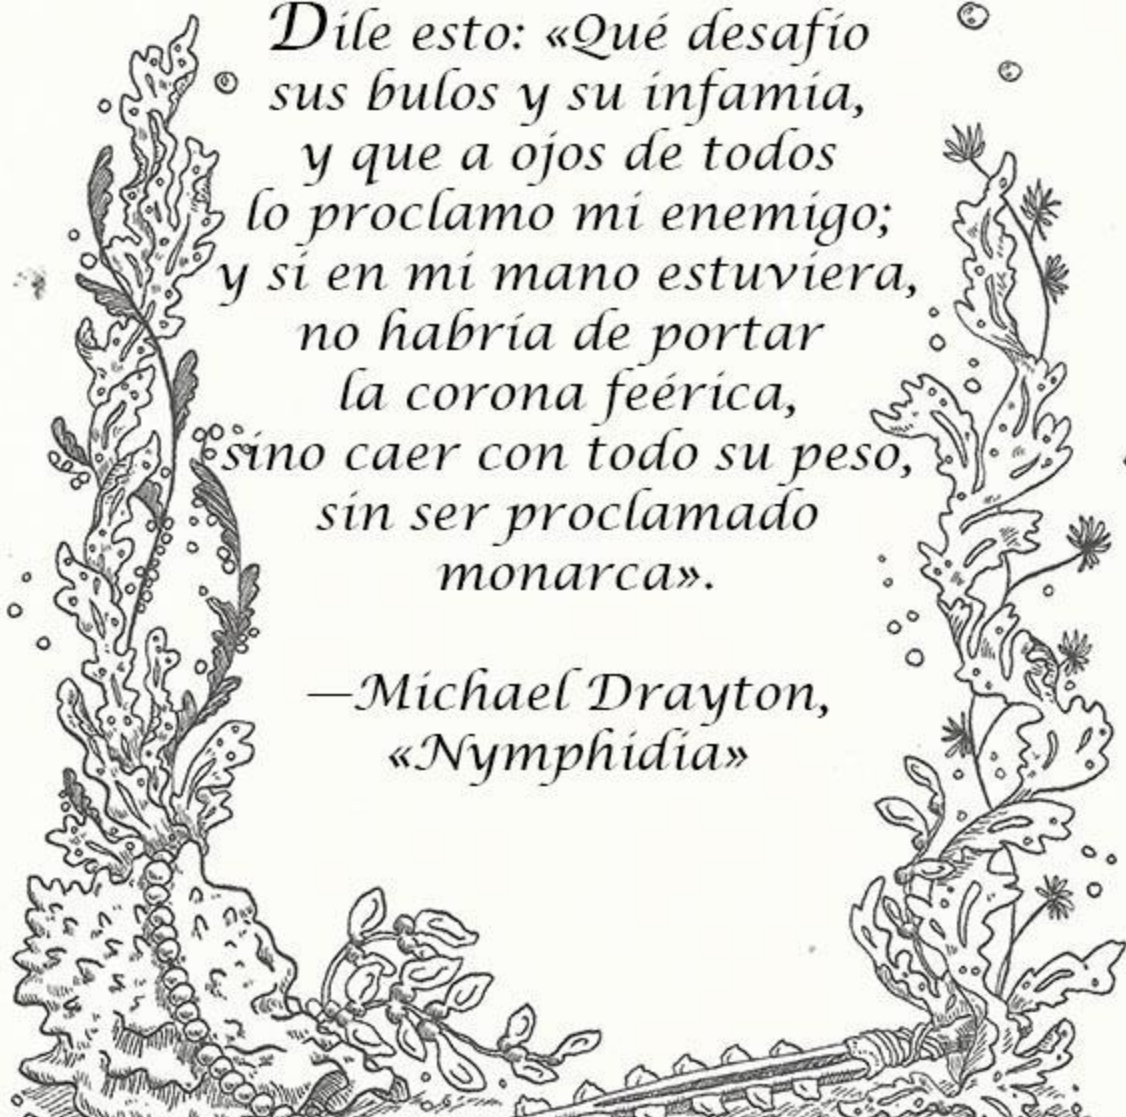 Dile esto: «Qué desafío
sus bulos y su infamia,
y que a ojos de todos
lo proclamo mi enemigo;
y si en mi mano estuviera,
no habría de portar
la corona feérica,
sino caer con todo su peso,
sin ser proclamado
monarca».
—Michael Drayton,
«Nymphidia»